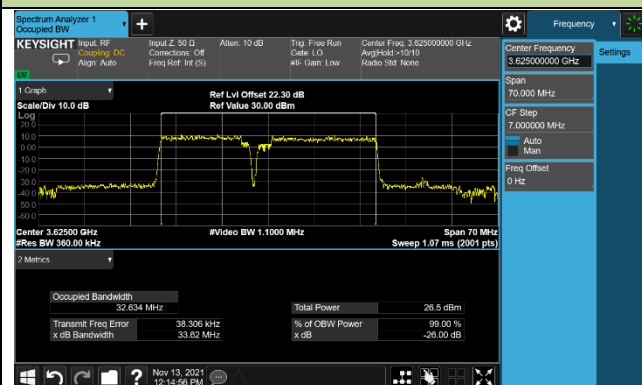 Spectrum Analyzer 1
Occupied BW
Frequency
KEYSIGHT
Input: RF
Coupling: DC
Align: Auto
Input Z: 50 Ω
Corrections: Off
Freq Ref: Int (S)
Atten: 10 dB
Trig: Free Run
Gate: LO
#IF Gain: Low
Center Freq: 3.625000000 GHz
Avg|Hold:>10/10
Radio Std: None
Center Frequency
3.625000000 GHz
Settings
Span
70.000 MHz
CF Step
7.000000 MHz
Auto
Man
Freq Offset
0 Hz
1 Graph
Scale/Div 10.0 dB
Ref Lvl Offset 22.30 dB
Ref Value 30.00 dBm
Log
20.0
10.0
0.00
-10.0
-20.0
-30.0
-40.0
-50.0
-60.0
Center 3.62500 GHz
#Res BW 360.00 kHz
#Video BW 1.1000 MHz
Span 70 MHz
Sweep 1.07 ms (2001 pts)
2 Metrics
Occupied Bandwidth
32.634 MHz
Total Power 26.5 dBm
Transmit Freq Error 38.306 kHz
% of OBW Power 99.00 %
x dB Bandwidth 33.62 MHz
x dB -26.00 dB
Nov 13, 2021
12:14:56 PM